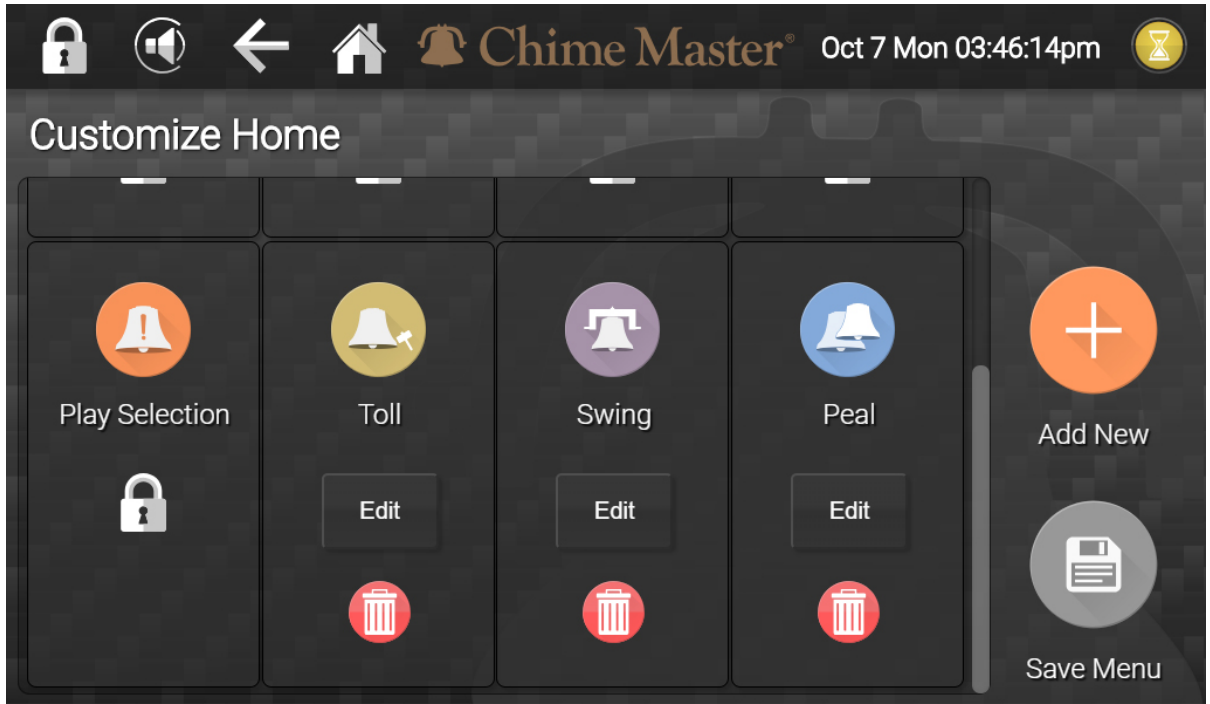 Chime Master®
Oct 7 Mon 03:46:14pm
Customize Home
Play Selection
Toll
Swing
Peal
Add New
Edit
Edit
Edit
Save Menu